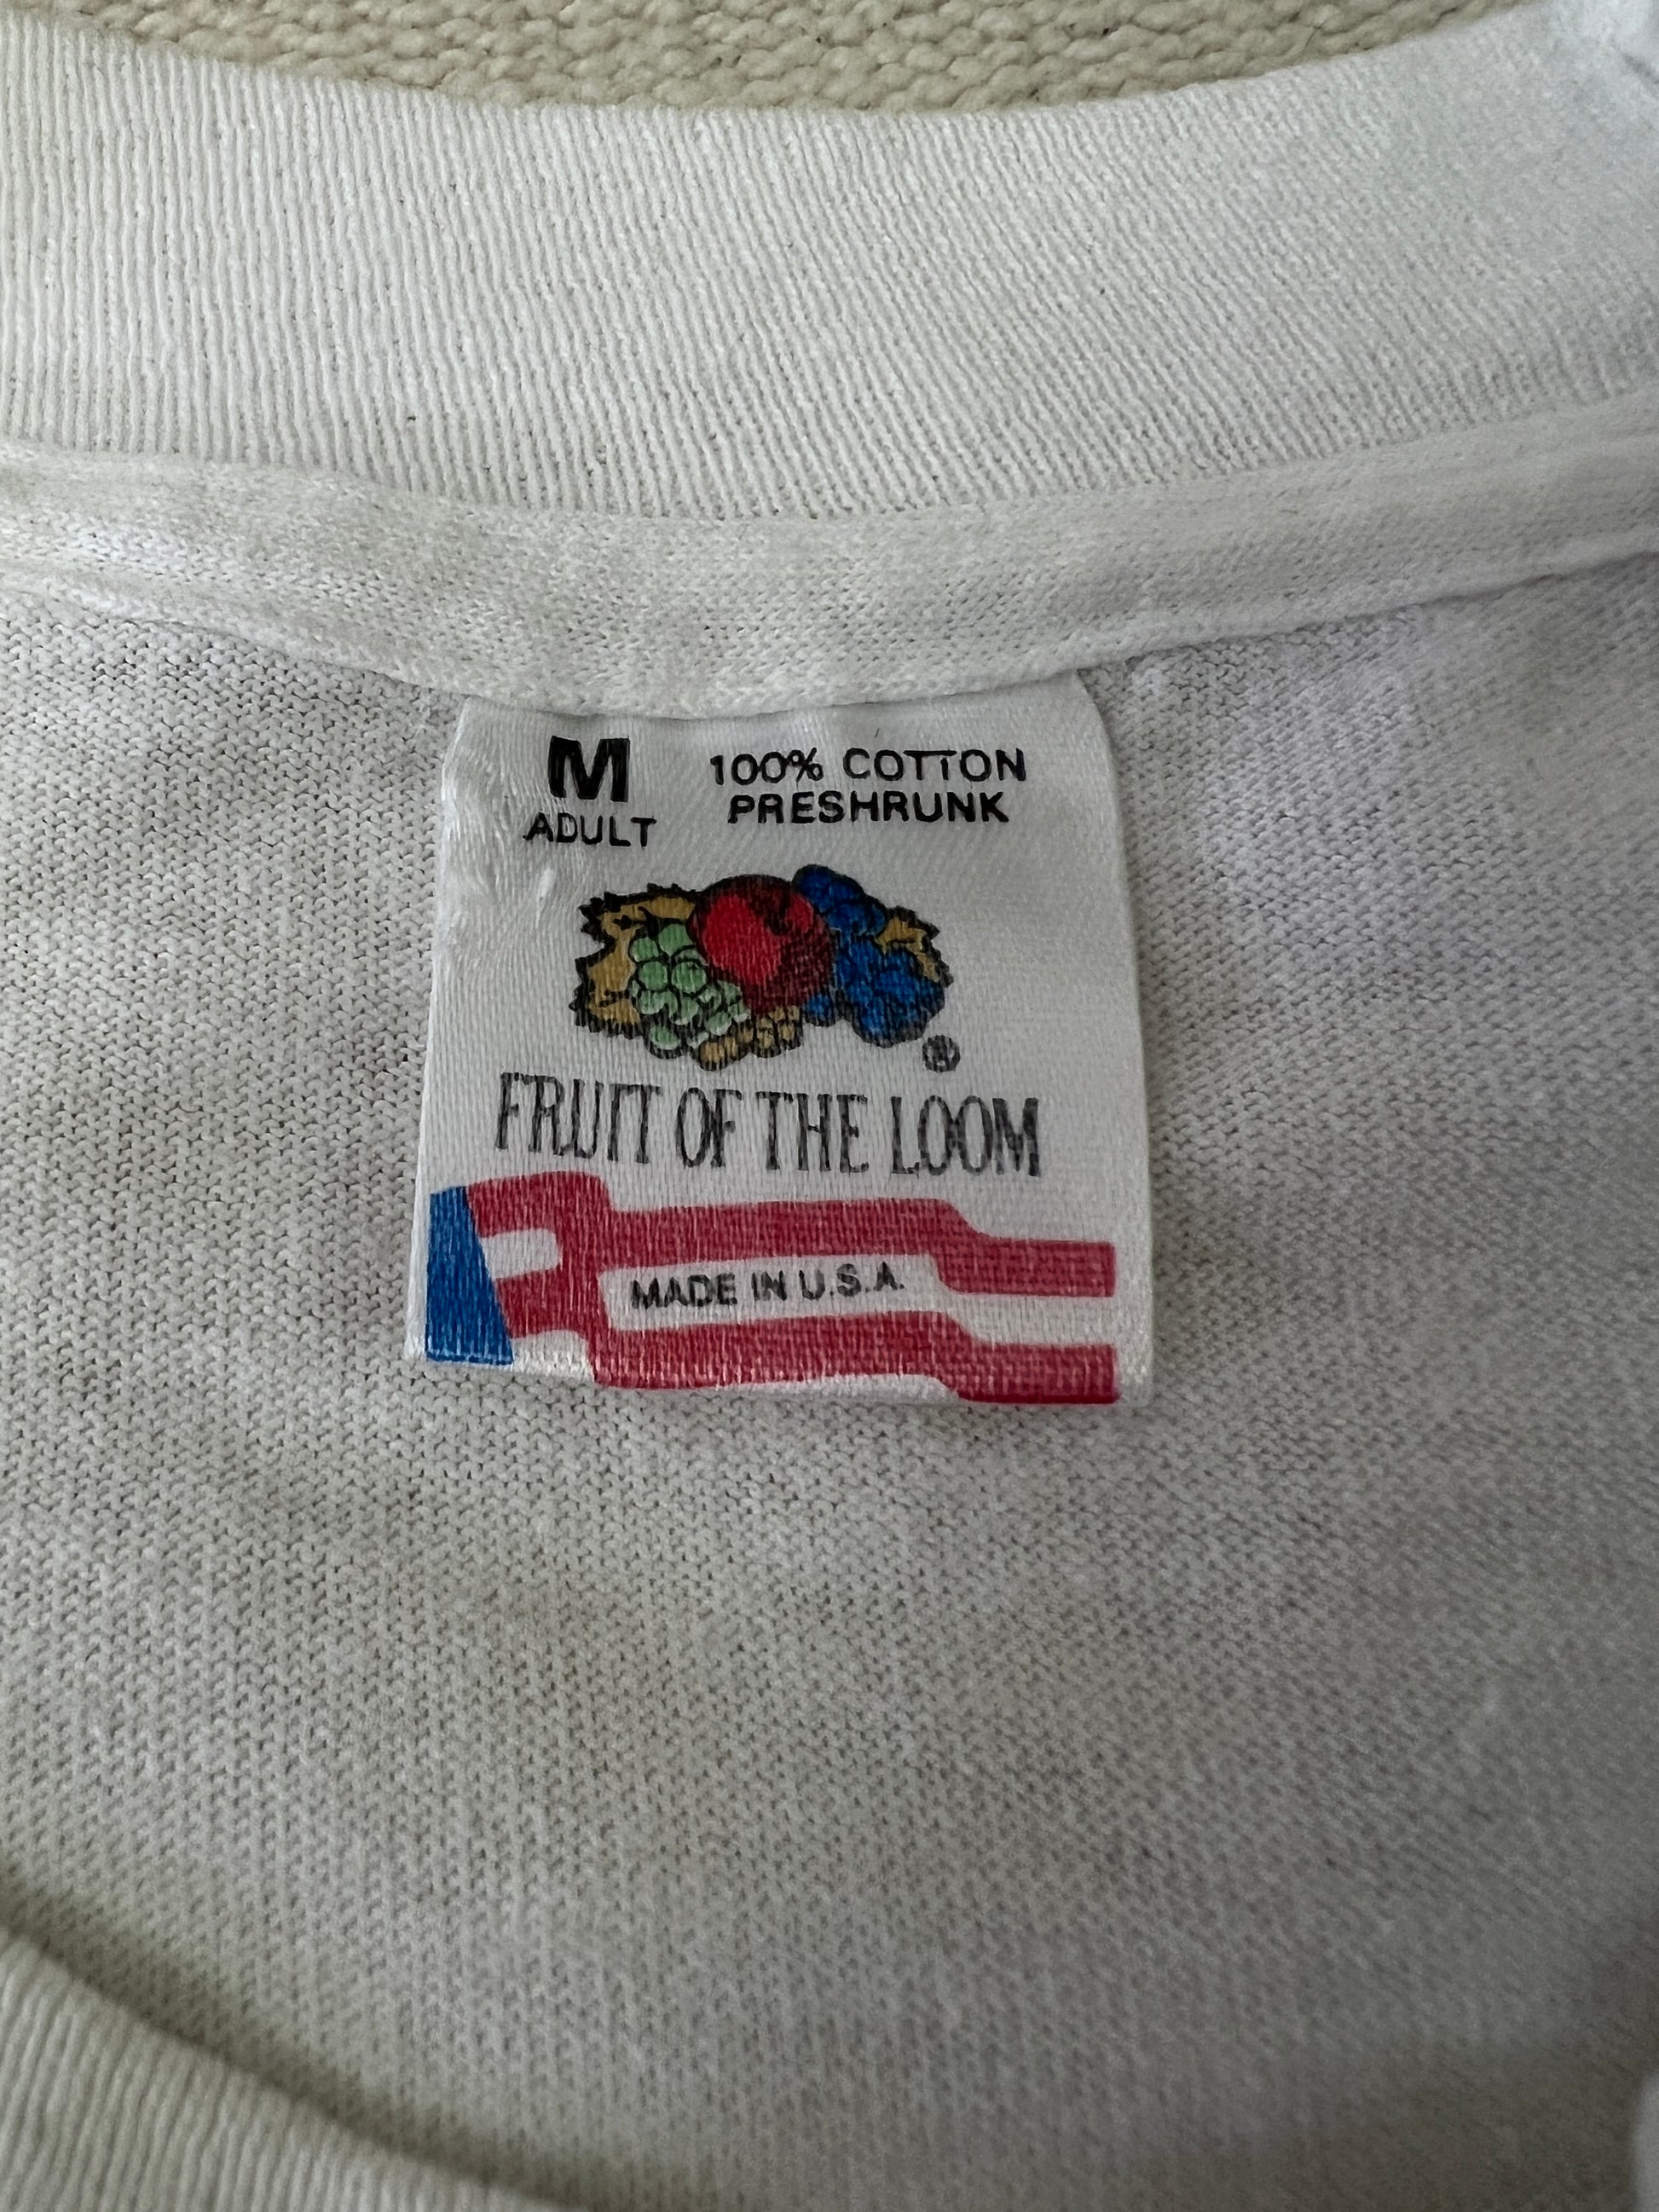 M
ADULT
100% COTTON
PRESHRUNK
®
FRUIT OF THE LOOM
MADE IN U.S.A.